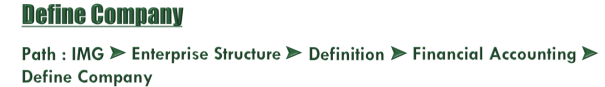 Define Company
Path : IMG ➤ Enterprise Structure ➤ Definition ➤ Financial Accounting ➤
Define Company